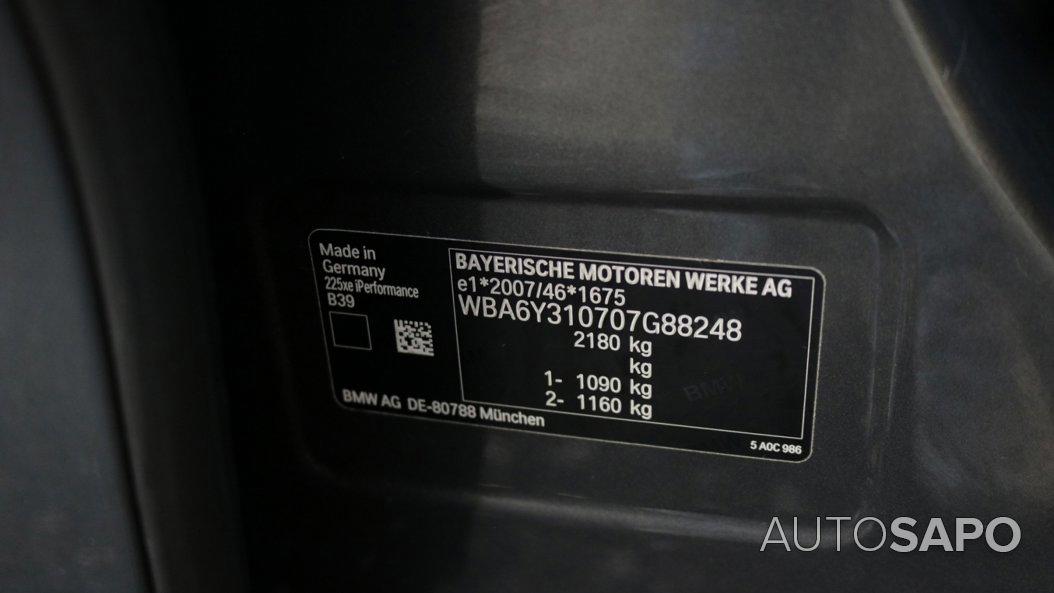 Made in
Germany
225xe iPerformance
B39
BAYERISCHE MOTOREN WERKE AG
e1*2007/46*1675
WBA6Y310707G88248
2180 kg
kg
1- 1090 kg
2- 1160 kg
BMW AG DE-80788 München
5 A0C 986
AUTOSAPO